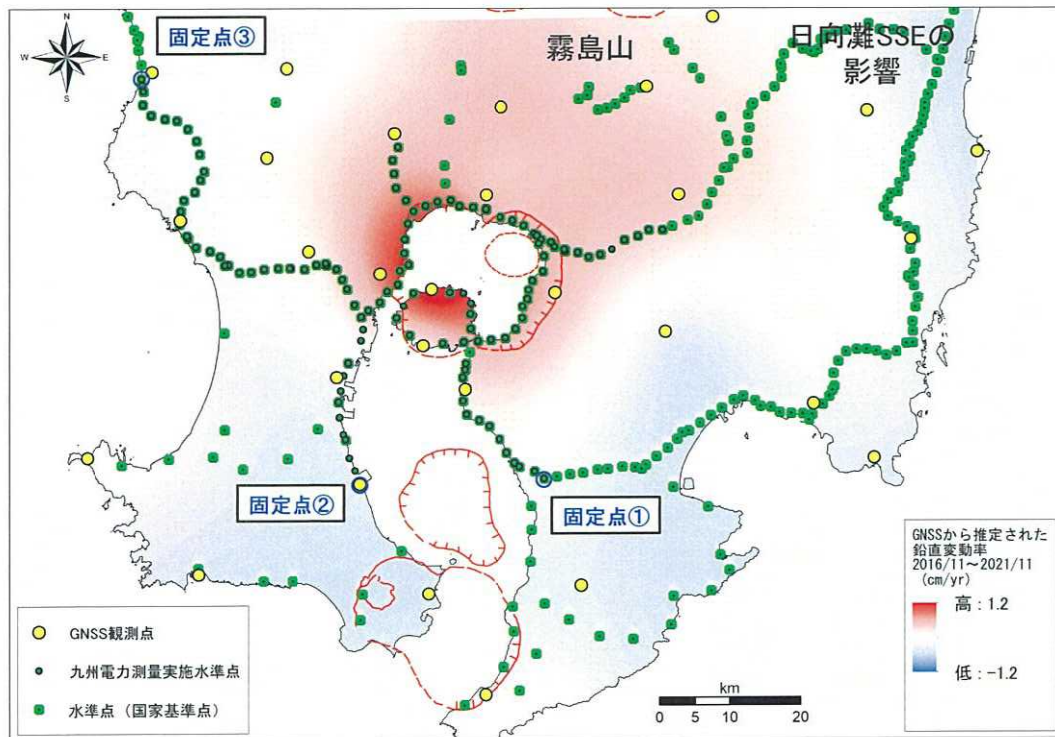 N
W
E
S
固定点③
霧島山
日向灘SSEの
影響
固定点②
固定点①
GNSS観測点
九州電力測量実施水準点
水準点（国家基準点）
km
0 5 10 20
GNSSから推定された
鉛直変動率
2016/11～2021/11
（cm/yr）
高：1.2
低：-1.2